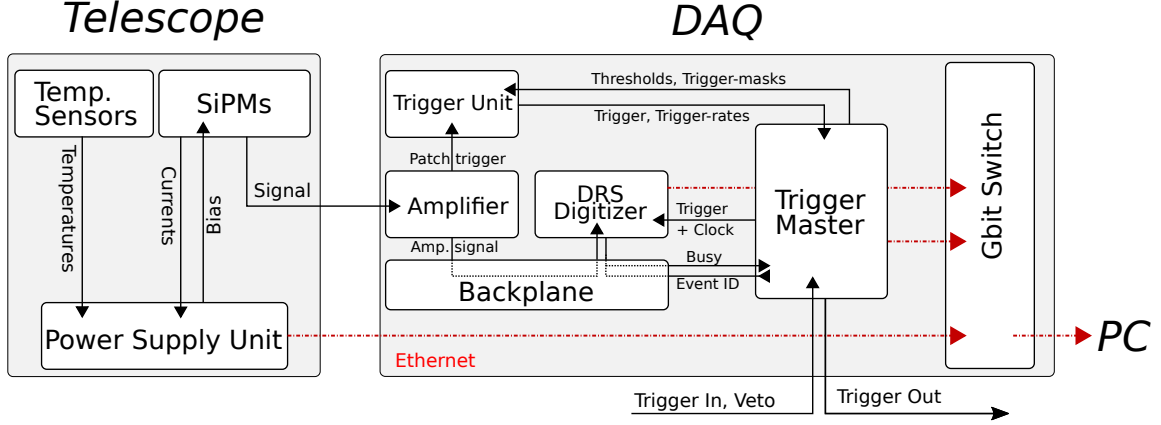 Telescope
DAQ
Temp.
Sensors
SiPMs
Temperatures
Currents
Bias
Signal
Power Supply Unit
Trigger Unit
Thresholds, Trigger-masks
Trigger, Trigger-rates
Patch trigger
Amplifier
DRS
Digitizer
Trigger
+ Clock
Trigger
Master
Gbit Switch
Amp. signal
Busy
Event ID
Backplane
Ethernet
PC
Trigger In, Veto
Trigger Out